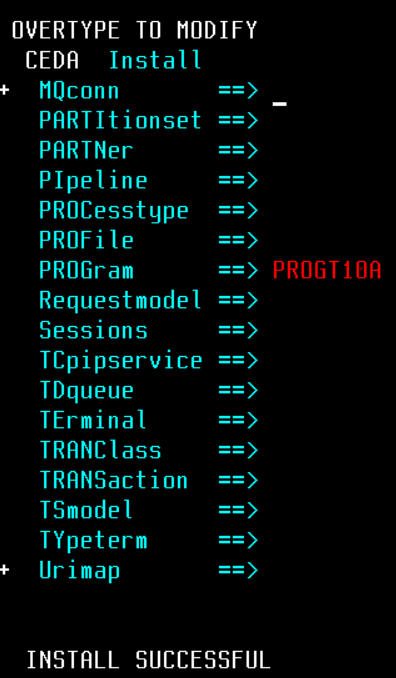 OVERTYPE TO MODIFY
CEDA Install
+ MQconn ==> _
PARTItionset ==>
PARTNer ==>
PIpeline ==>
PROCesstype ==>
PROFile ==>
PROGram ==> PROGT10A
Requestmodel ==>
Sessions ==>
TCpipservice ==>
TDqueue ==>
TErminal ==>
TRANClass ==>
TRANSaction ==>
TSmodel ==>
TYpeterm ==>
+ Urimap ==>
INSTALL SUCCESSFUL